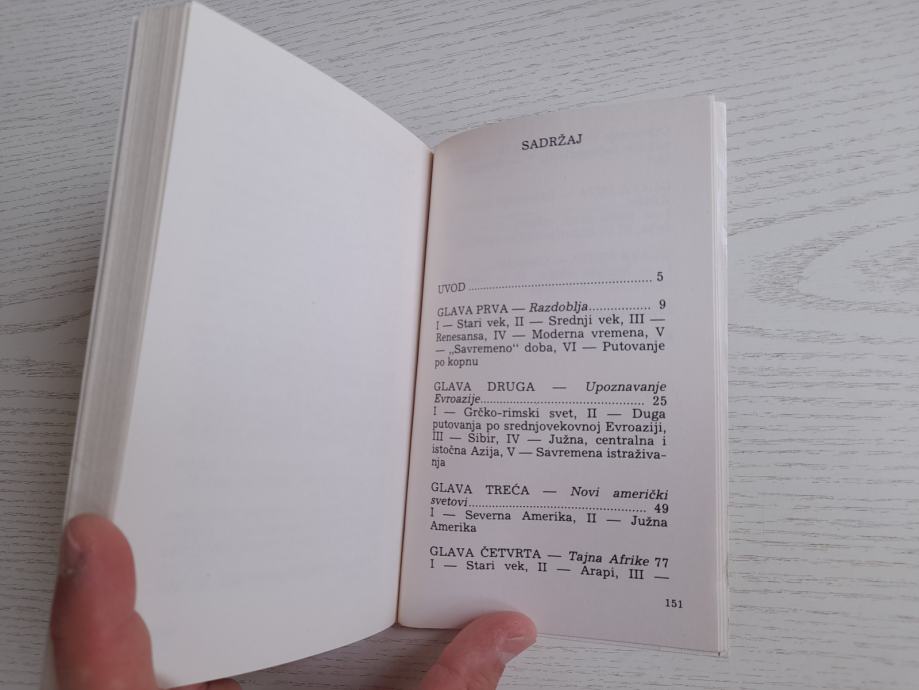 SADRŽAJ
UVOD ........................................................ 5
GLAVA PRVA — Razdoblja................. 9
I — Stari vek, II — Srednji vek, III —
Renesansa, IV — Moderna vremena, V
— „Savremeno“ doba, VI — Putovanje
po kopnu
GLAVA DRUGA — Upoznavanje
Evroazije.................................................. 25
I — Grčko-rimski svet, II — Duga
putovanja po srednjovekovnoj Evroaziji,
III — Sibir, IV — Južna, centralna i
istočna Azija, V — Savremena istraživa-
nja
GLAVA TREĆA — Novi američki
svetovi..................................................... 49
I — Severna Amerika, II — Južna
Amerika
GLAVA ČETVRTA — Tajna Afrike 77
I — Stari vek, II — Arapi, III —
151